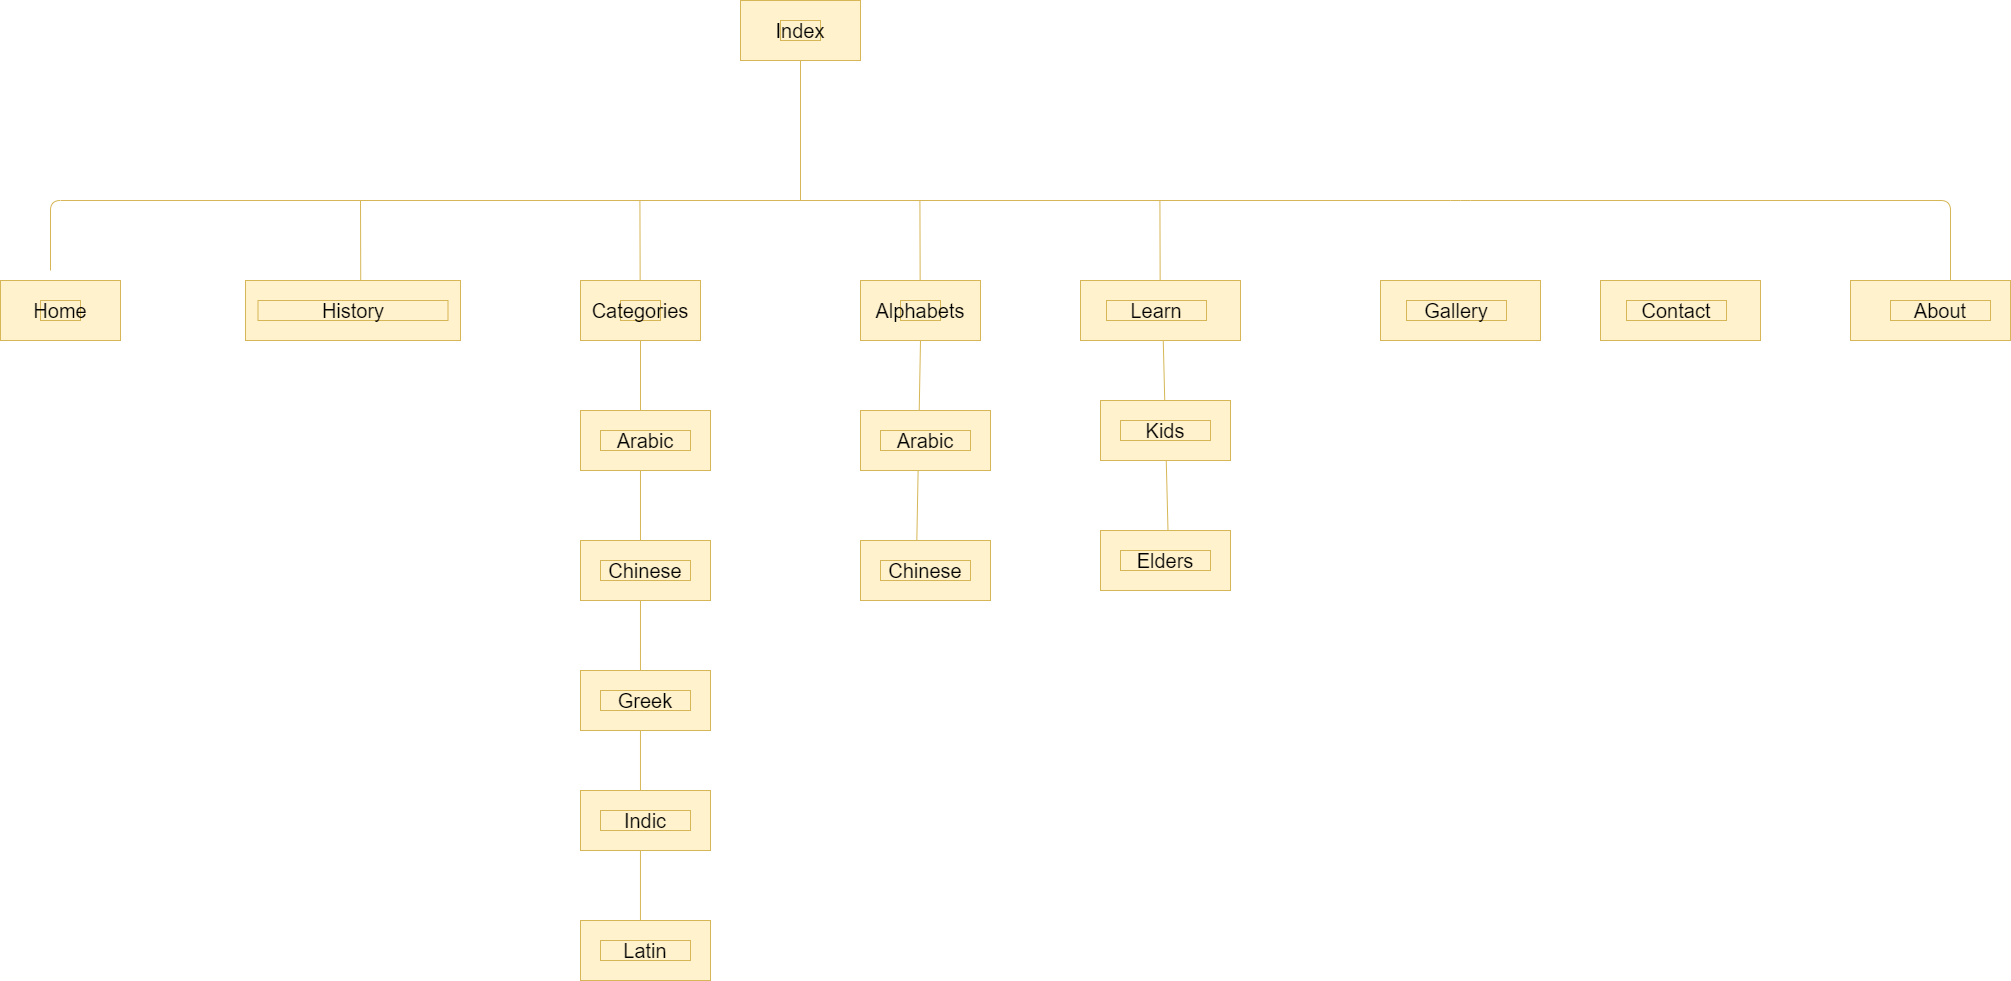 Index
Home
History
Categories
Alphabets
Learn
Gallery
Contact
About
Arabic
Arabic
Kids
Chinese
Chinese
Elders
Greek
Indic
Latin